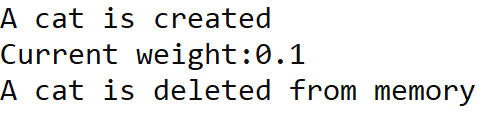 A cat is created
Current weight:0.1
A cat is deleted from memory